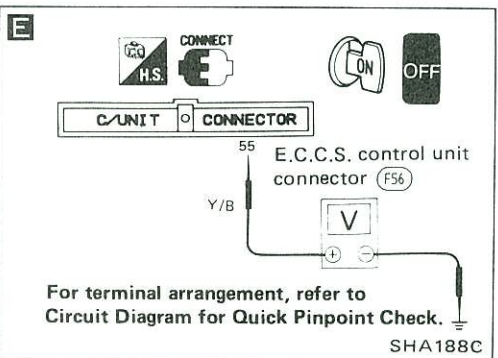 E
CONNECT
H.S.
ON
OFF
C/UNIT CONNECTOR
55
E.C.C.S. control unit
connector F56
Y/B
V
+ −
For terminal arrangement, refer to
Circuit Diagram for Quick Pinpoint Check.
SHA188C